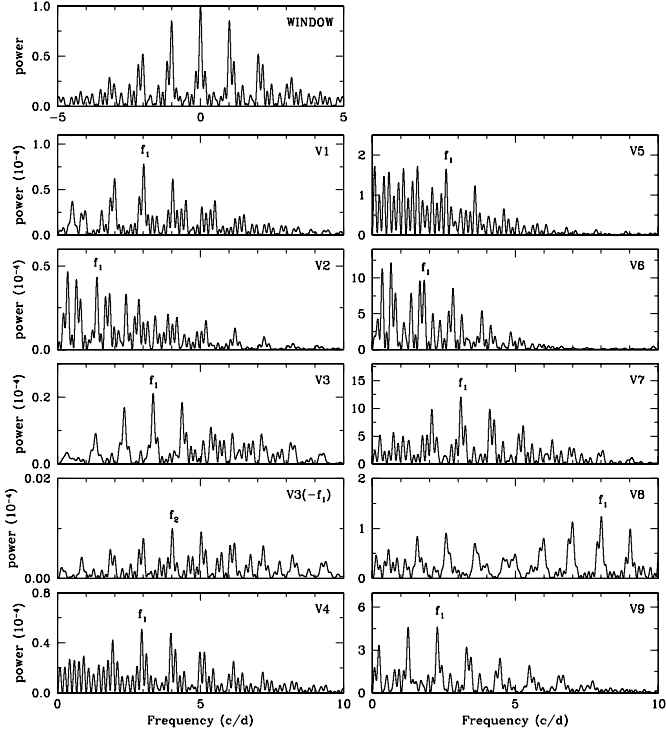 WINDOW
power
1.0
0.5
0.0
−5
0
5
V1
f₁
power (10⁻⁴)
1.0
0.5
0.0
V5
f₁
2
1
0
0
5
V2
f₁
power (10⁻⁴)
0.5
0.0
V6
f₁
10
5
0
V3
f₁
power (10⁻⁴)
0.2
0.0
V7
f₁
15
10
5
0
V3(−f₁)
f₂
power (10⁻⁴)
0.02
0.00
V8
f₁
2
1
0
V4
f₁
power (10⁻⁴)
0.8
0.4
0.0
0
5
10
Frequency (c/d)
V9
f₁
6
3
0
0
5
10
Frequency (c/d)